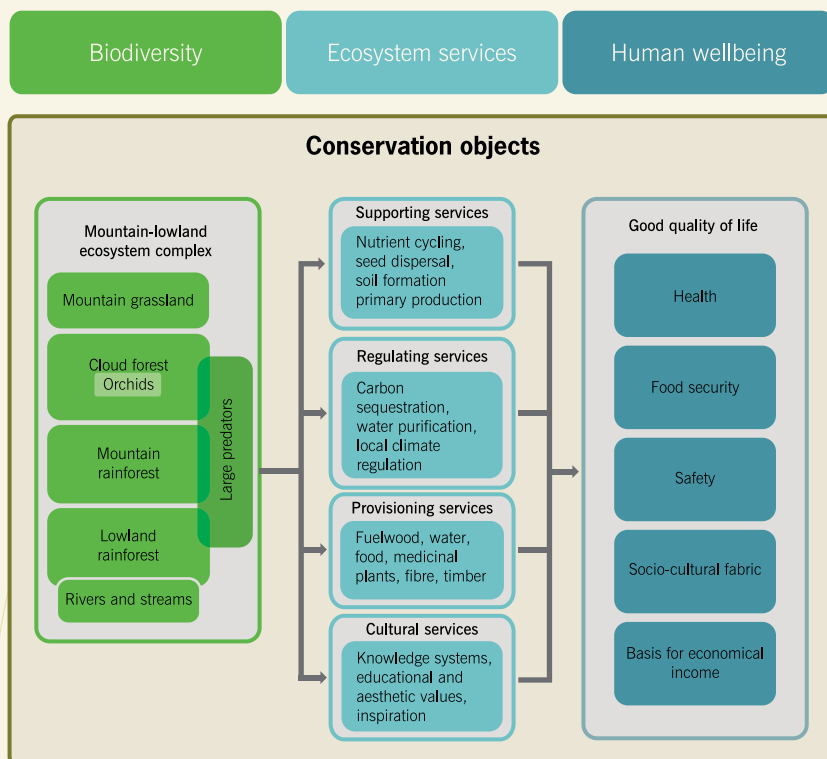 Biodiversity
Ecosystem services
Human wellbeing
Conservation objects
Mountain-lowland
ecosystem complex
Mountain grassland
Cloud forest
Orchids
Mountain
rainforest
Lowland
rainforest
Rivers and streams
Large predators
Supporting services
Nutrient cycling,
seed dispersal,
soil formation
primary production
Regulating services
Carbon
sequestration,
water purification,
local climate
regulation
Provisioning services
Fuelwood, water,
food, medicinal
plants, fibre, timber
Cultural services
Knowledge systems,
educational and
aesthetic values,
inspiration
Good quality of life
Health
Food security
Safety
Socio-cultural fabric
Basis for economical
income